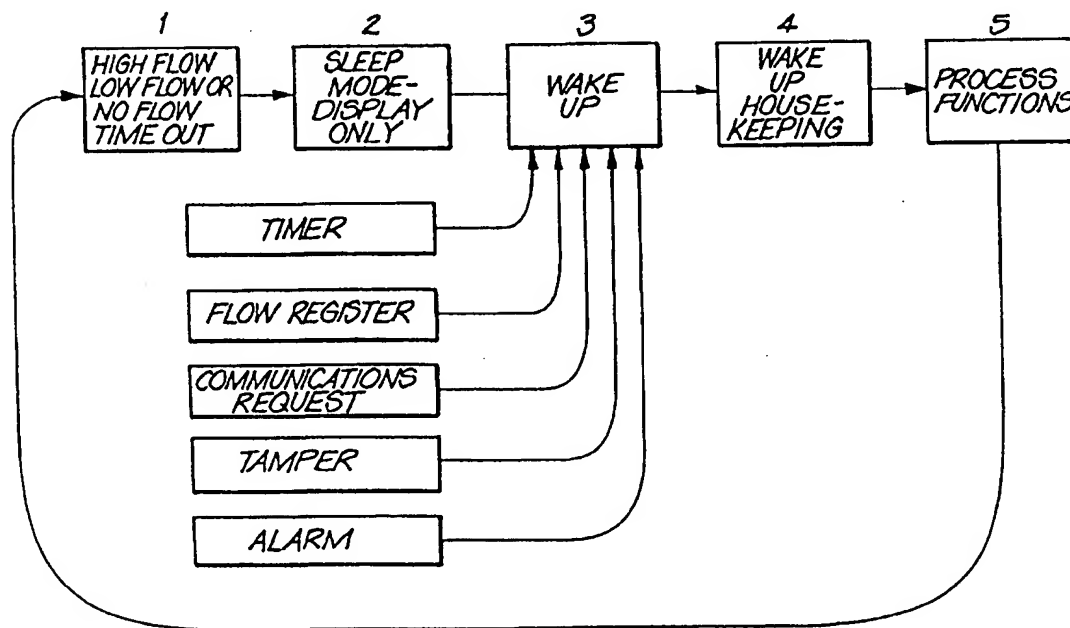 1
HIGH FLOW
LOW FLOW OR
NO FLOW
TIME OUT
2
SLEEP
MODE-
DISPLAY
ONLY
3
WAKE
UP
4
WAKE
UP
HOUSE-
KEEPING
5
PROCESS
FUNCTIONS
TIMER
FLOW REGISTER
COMMUNICATIONS
REQUEST
TAMPER
ALARM